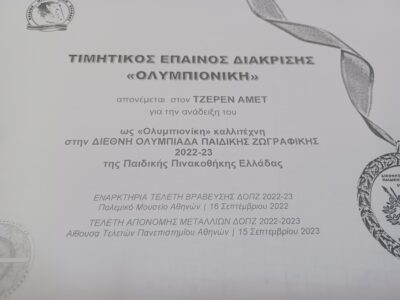 ΤΙΜΗΤΙΚΟΣ ΕΠΑΙΝΟΣ ΔΙΑΚΡΙΣΗΣ
«ΟΛΥΜΠΙΟΝΙΚΗ»
απονέμεται στον ΤΖΕΡΕΝ ΑΜΕΤ
για την ανάδειξη του
ως «Ολυμπιονίκη» καλλιτέχνη
στην ΔΙΕΘΝΗ ΟΛΥΜΠΙΑΔΑ ΠΑΙΔΙΚΗΣ ΖΩΓΡΑΦΙΚΗΣ
2022-23
της Παιδικής Πινακοθήκης Ελλάδας
ΕΝΑΡΚΤΗΡΙΑ ΤΕΛΕΤΗ ΒΡΑΒΕΥΣΗΣ ΔΟΠΖ 2022-23
Πολεμικό Μουσείο Αθηνών | 16 Σεπτεμβρίου 2022
ΤΕΛΕΤΗ ΑΠΟΝΟΜΗΣ ΜΕΤΑΛΛΙΩΝ ΔΟΠΖ 2022-2023
Αίθουσα Τελετών Πανεπιστημίου Αθηνών | 15 Σεπτεμβρίου 2023